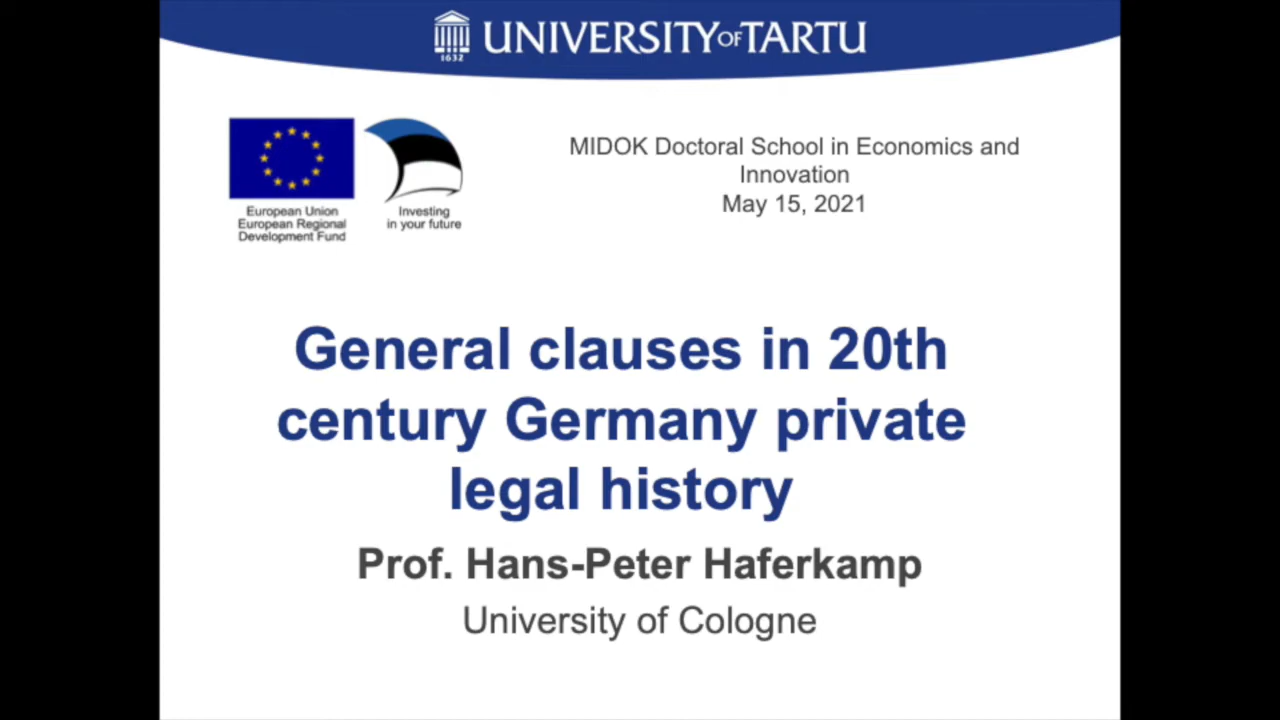 UNIVERSITY OF TARTU
1632
MIDOK Doctoral School in Economics and
Innovation
May 15, 2021
European Union
European Regional
Development Fund
Investing
in your future
General clauses in 20th
century Germany private
legal history
Prof. Hans-Peter Haferkamp
University of Cologne